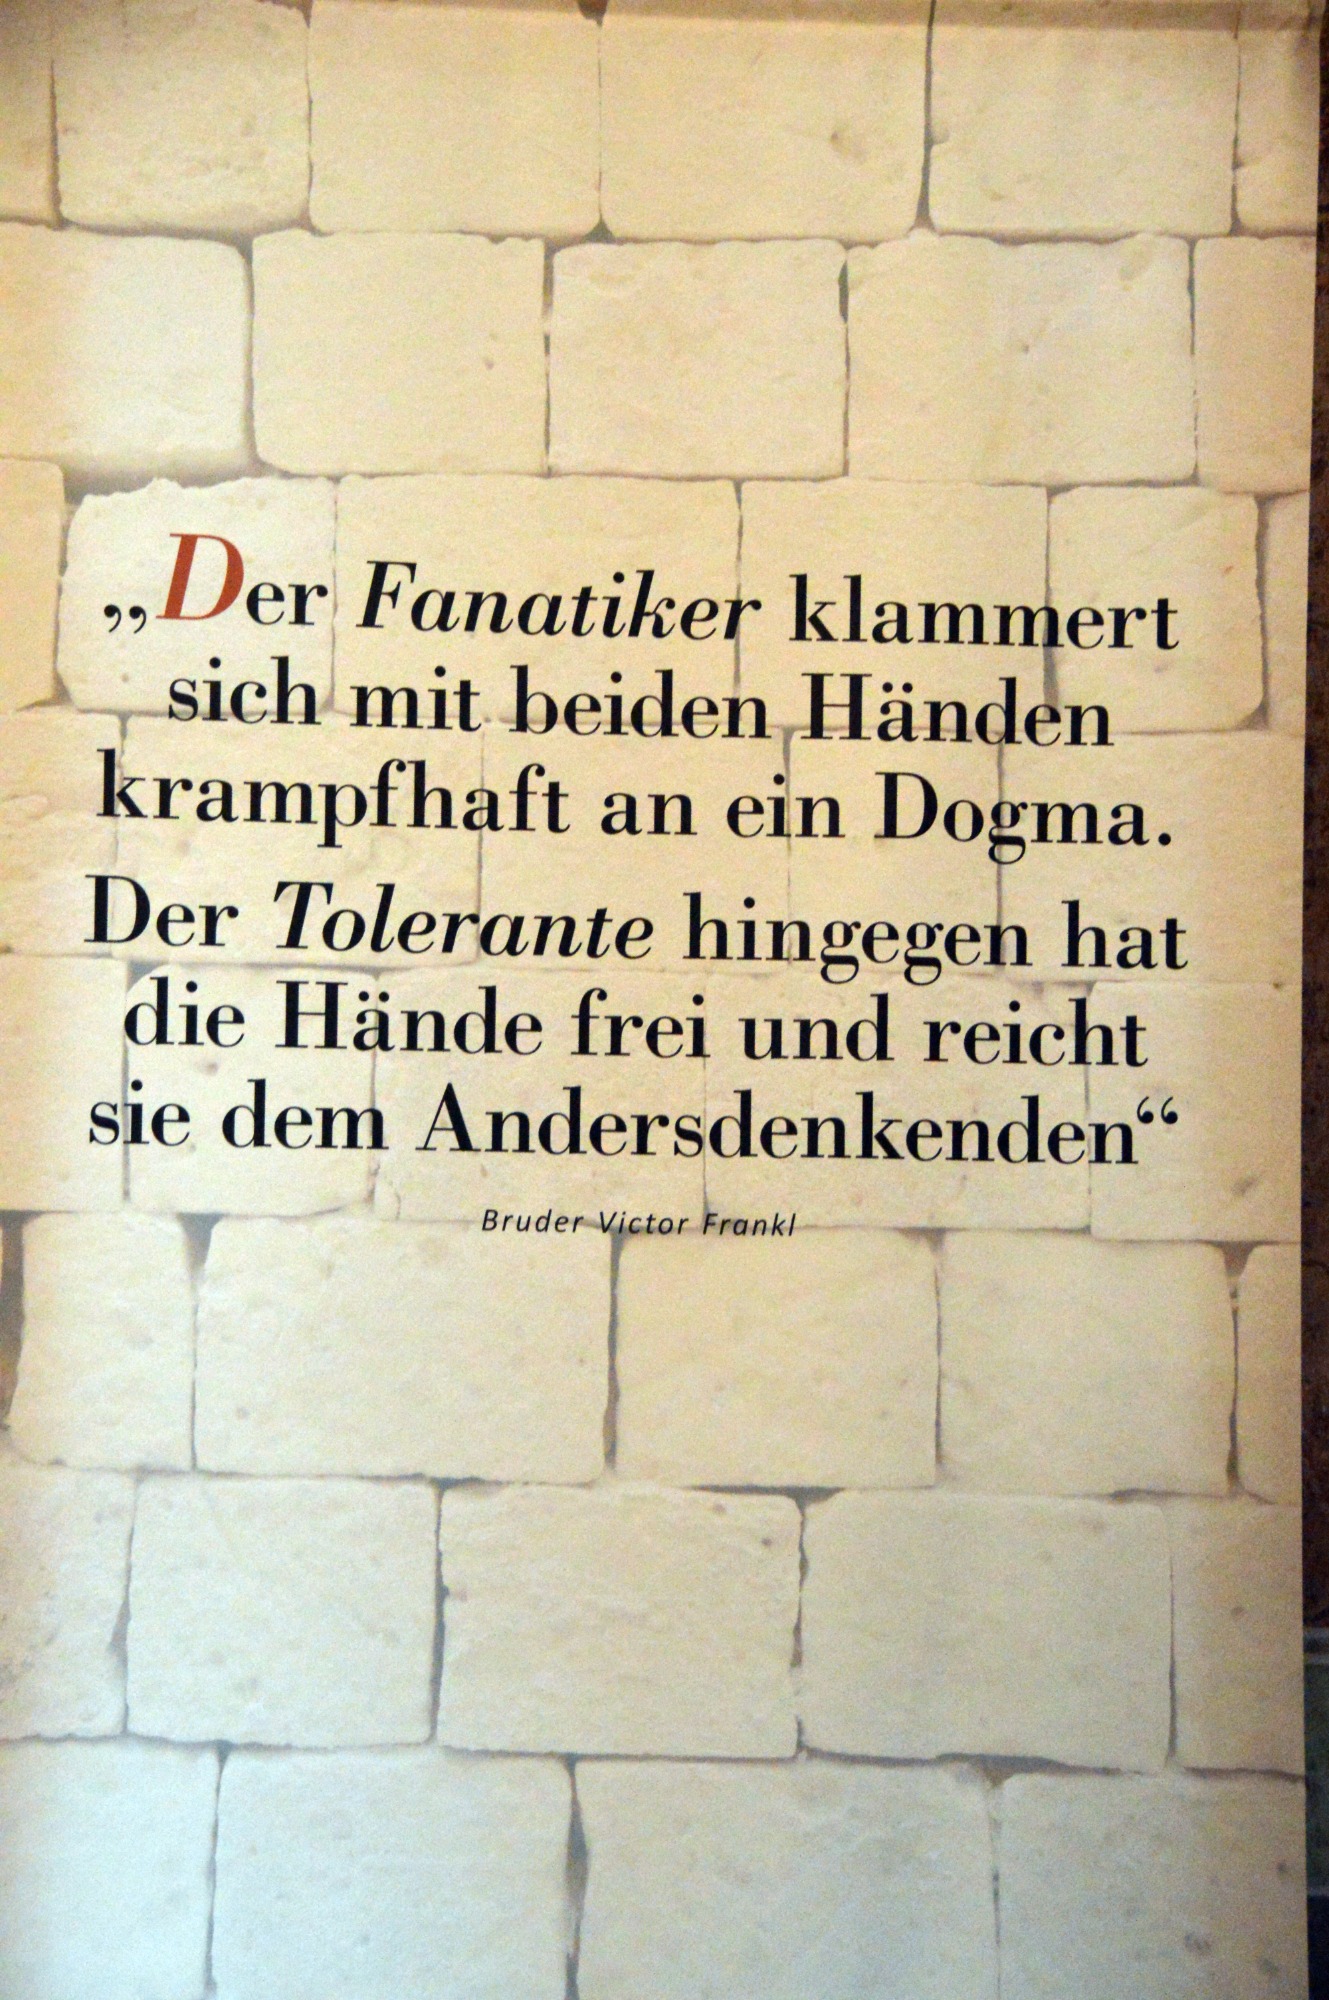 „Der Fanatiker klammert
sich mit beiden Händen
krampfhaft an ein Dogma.
Der Tolerante hingegen hat
die Hände frei und reicht
sie dem Andersdenkenden“
Bruder Victor Frankl